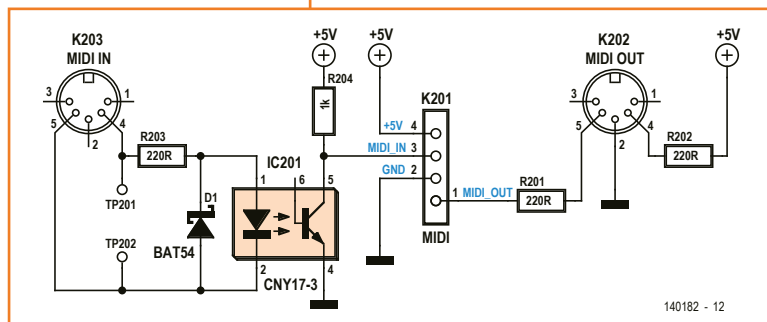 K203
MIDI IN
3
1
5
4
2
R203
220R
TP201
TP202
D1
BAT54
IC201
1
6
5
2
4
CNY17-3
+5V
R204
1k
+5V
K201
+5V 4
MIDI_IN 3
GND 2
1 MIDI_OUT
MIDI
R201
220R
K202
MIDI OUT
3
1
5
4
2
R202
220R
+5V
140182 - 12